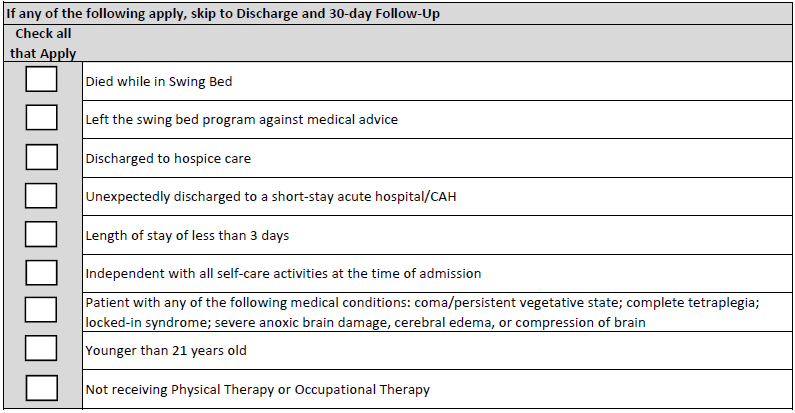 If any of the following apply, skip to Discharge and 30-day Follow-Up
Check all
that Apply
Died while in Swing Bed
Left the swing bed program against medical advice
Discharged to hospice care
Unexpectedly discharged to a short-stay acute hospital/CAH
Length of stay of less than 3 days
Independent with all self-care activities at the time of admission
Patient with any of the following medical conditions: coma/persistent vegetative state; complete tetraplegia;
locked-in syndrome; severe anoxic brain damage, cerebral edema, or compression of brain
Younger than 21 years old
Not receiving Physical Therapy or Occupational Therapy